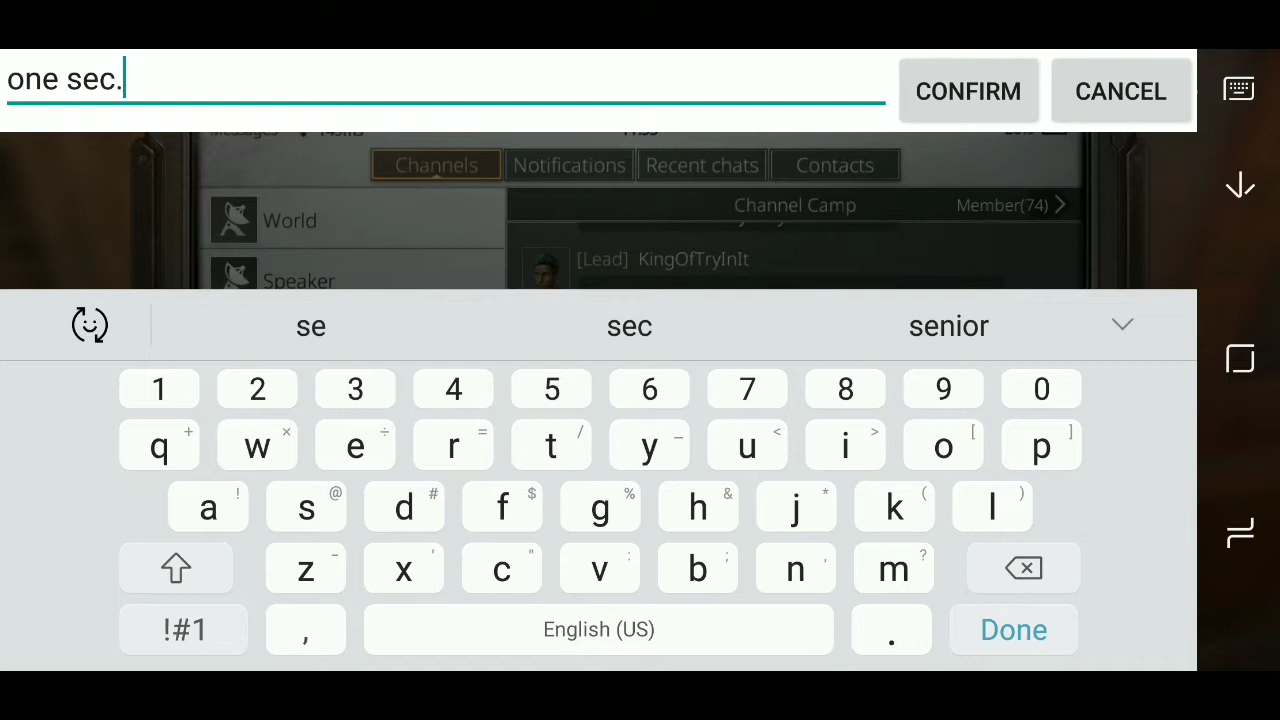 one sec.
CONFIRM
CANCEL
Channels
Notifications
Recent chats
Contacts
World
Channel Camp
Member(74)
Speaker
[Lead] KingOfTryInIt
se
sec
senior
1 2 3 4 5 6 7 8 9 0
q + w × e ÷ r = t / y _ u < i > o [ p ]
a ! s @ d # f $ g % h & j * k ( l )
z - x ' c " v : b ; n , m ?
!#1 , English (US) . Done